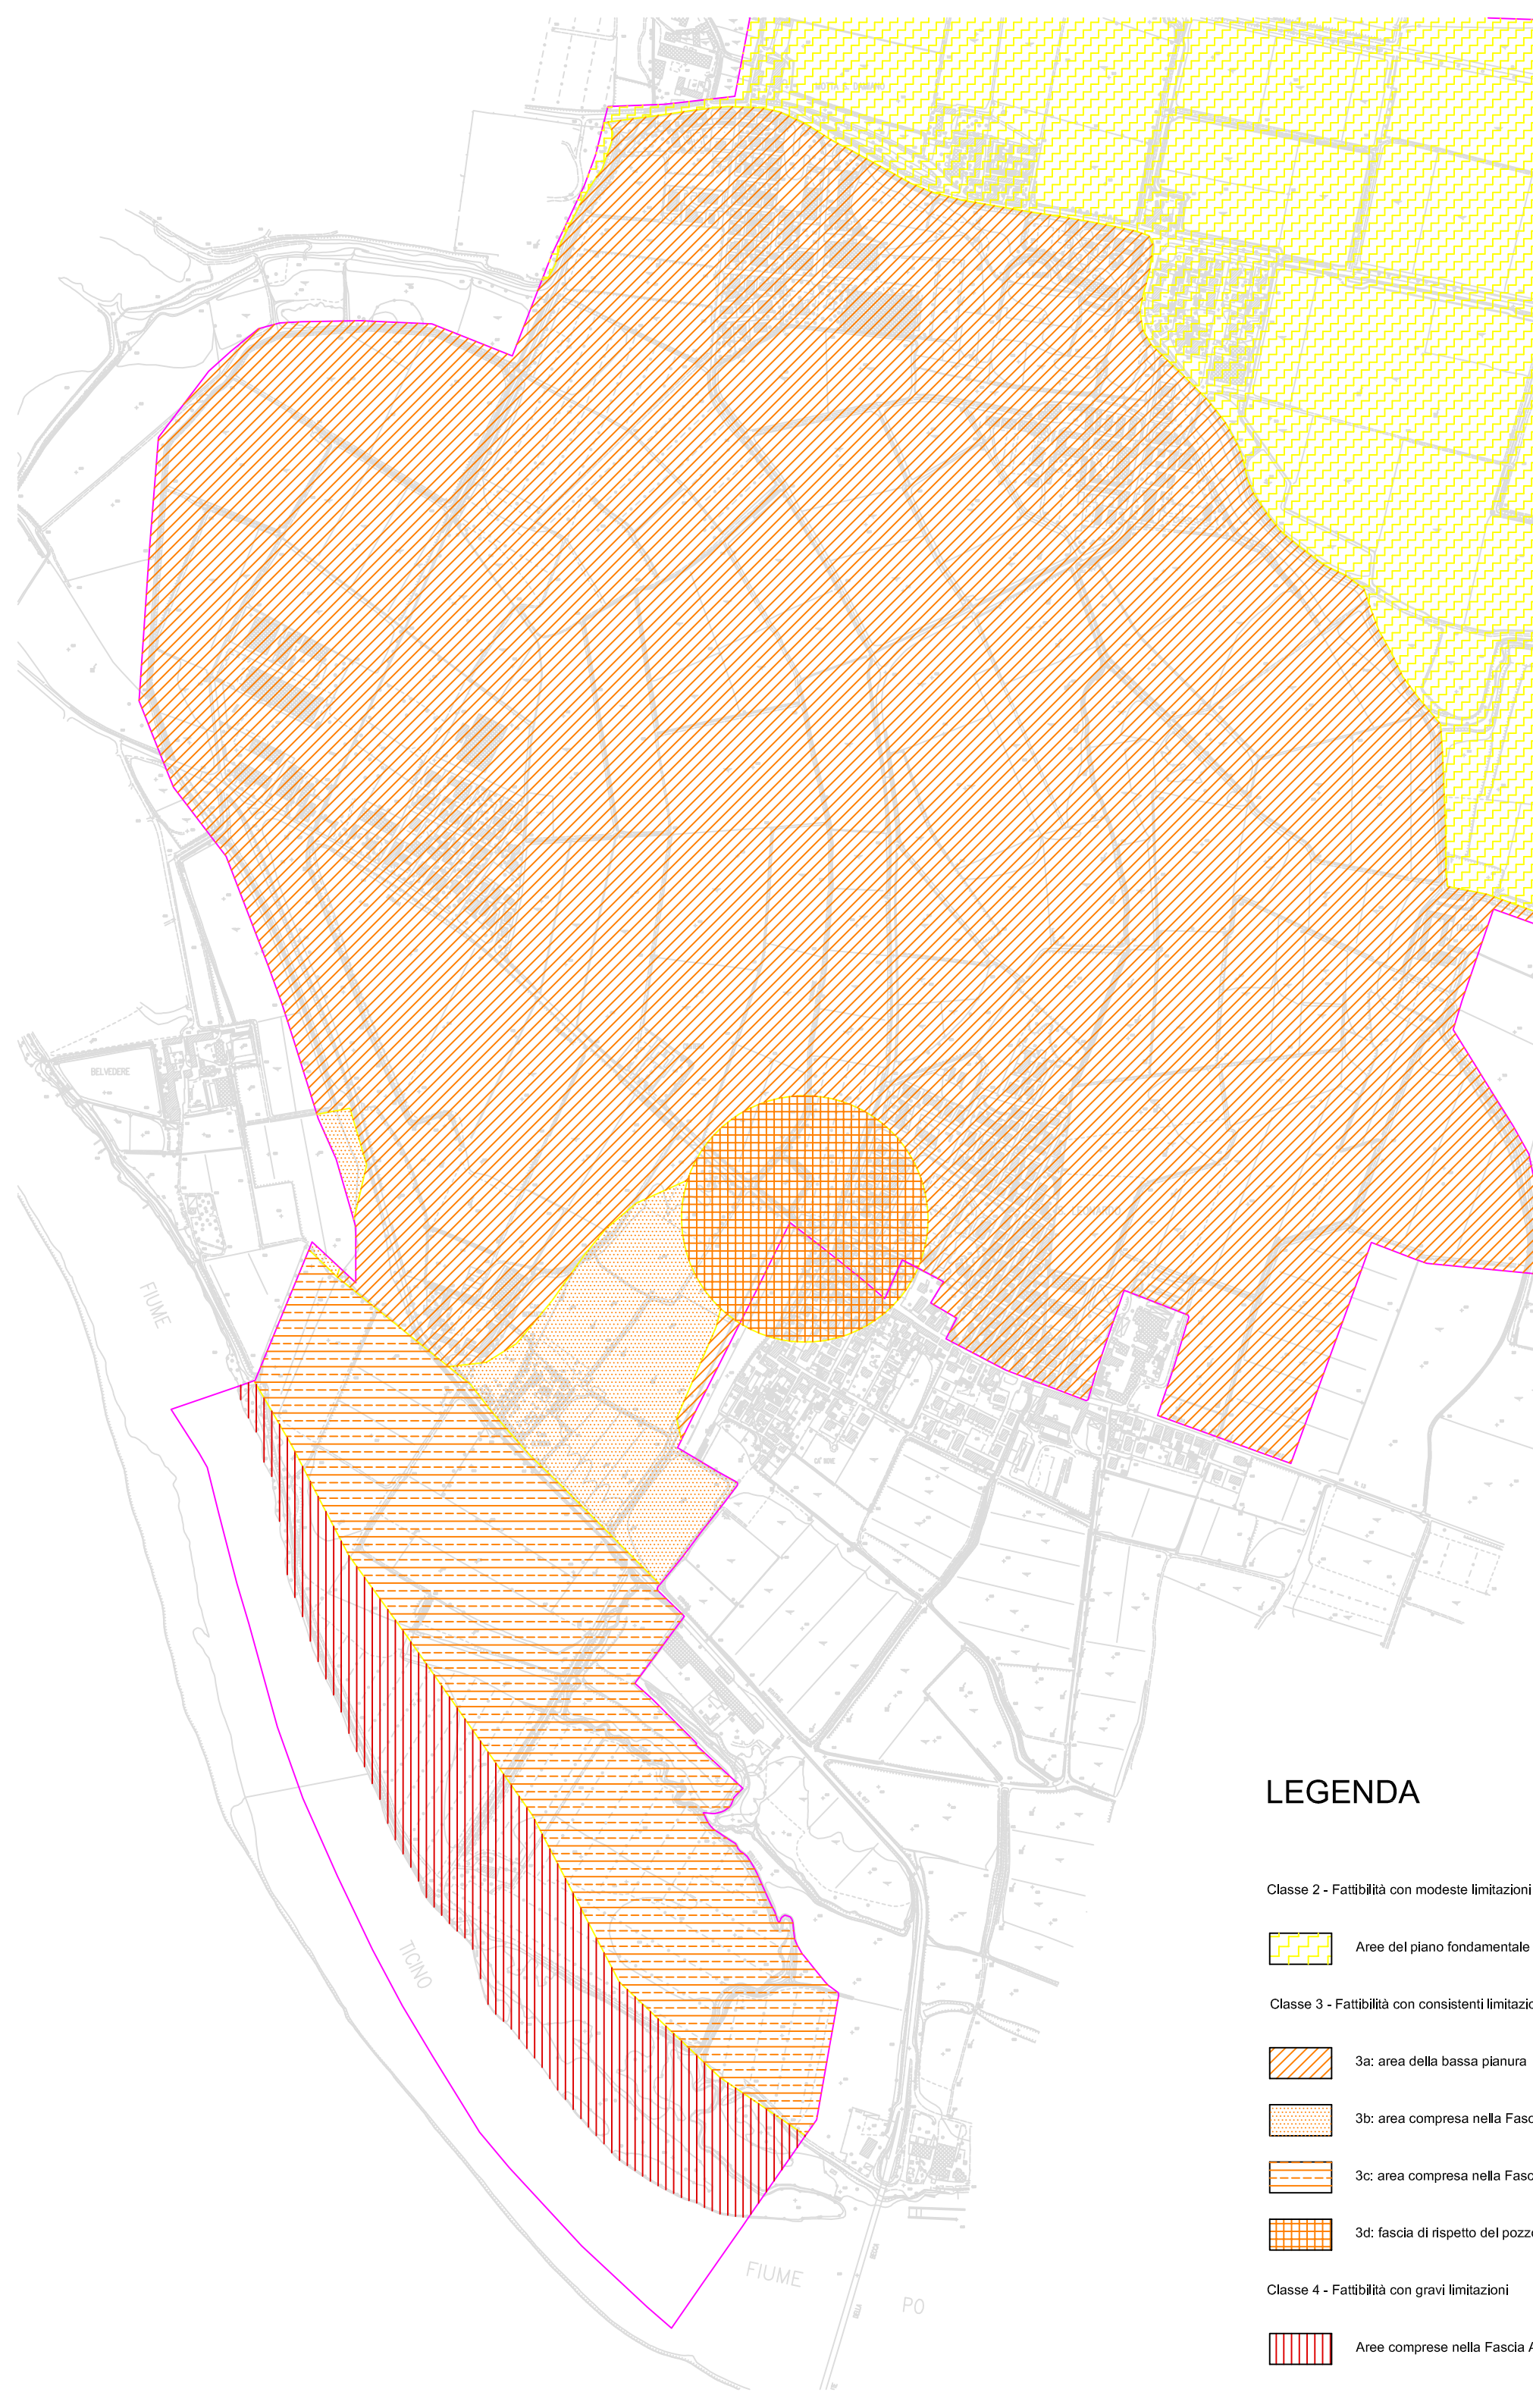 BELVEDERE
FIUME
TICINO
FIUME
PO
LEGENDA
Classe 2 - Fattibilità con modeste limitazioni
Aree del piano fondamentale
Classe 3 - Fattibilità con consistenti limitazio
3a: area della bassa pianura
3b: area compresa nella Fasc
3c: area compresa nella Fasc
3d: fascia di rispetto del pozzo
Classe 4 - Fattibilità con gravi limitazioni
Aree comprese nella Fascia A